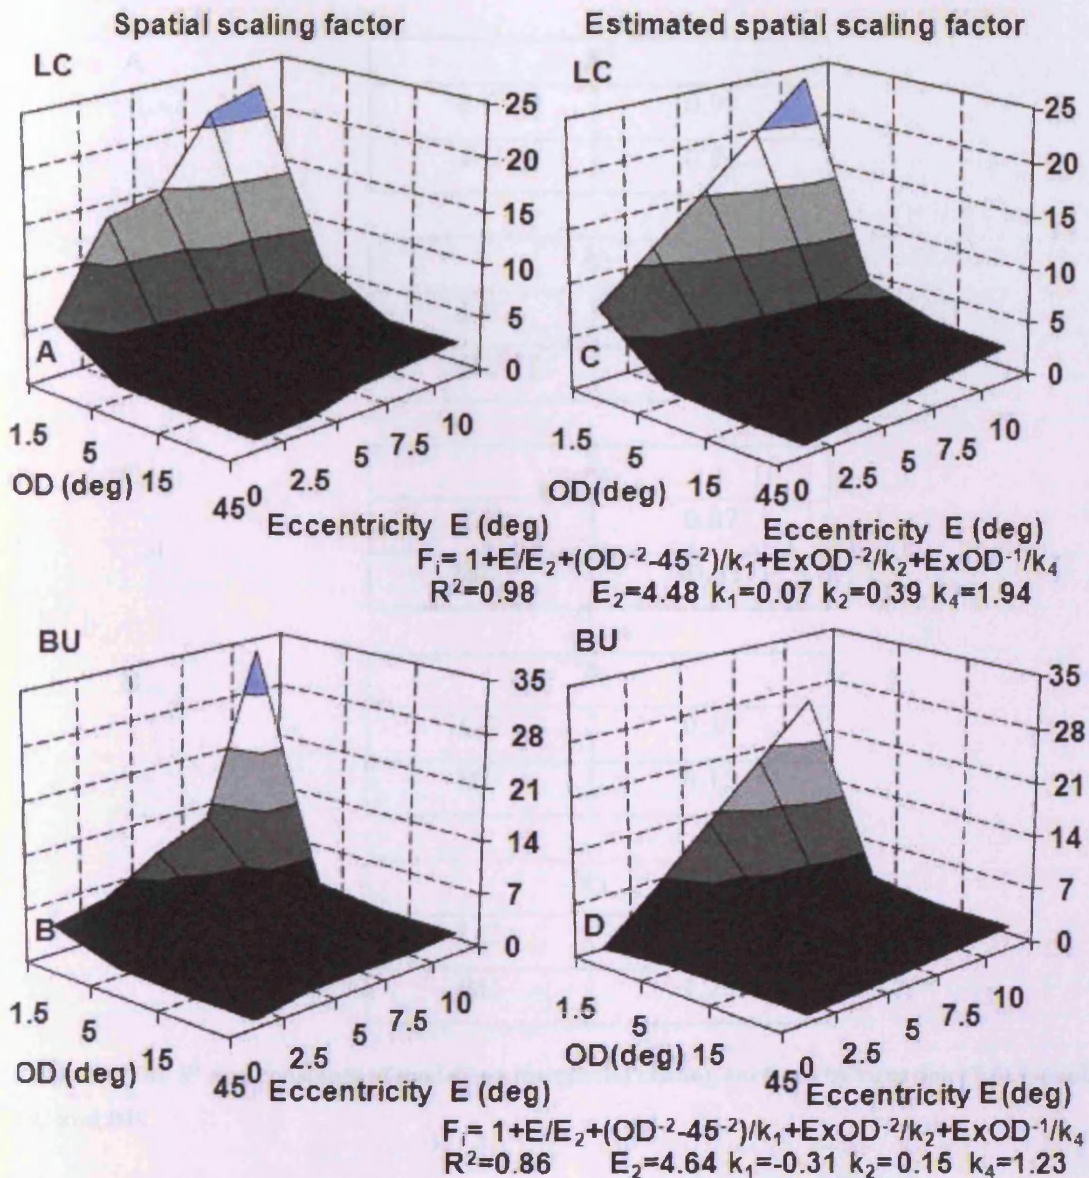 Spatial scaling factor
Estimated spatial scaling factor
LC
25
20
15
10
5
0
A
1.5
5
15
45
OD (deg)
0
2.5
5
7.5
10
Eccentricity E (deg)
LC
25
20
15
10
5
0
C
1.5
5
15
45
OD(deg)
0
2.5
5
7.5
10
Eccentricity E (deg)
Fᵢ= 1+E/E₂+(OD⁻²-45⁻²)/k₁+ExOD⁻²/k₂+ExOD⁻¹/k₄
R²=0.98 E₂=4.48 k₁=0.07 k₂=0.39 k₄=1.94
BU
35
28
21
14
7
0
B
1.5
5
15
45
OD(deg)
0
2.5
5
7.5
10
Eccentricity E (deg)
BU
35
28
21
14
7
0
D
1.5
5
15
45
OD(deg)
0
2.5
5
7.5
10
Eccentricity E(deg)
Fᵢ= 1+E/E₂+(OD⁻²-45⁻²)/k₁+ExOD⁻²/k₂+ExOD⁻¹/k₄
R²=0.86 E₂=4.64 k₁=-0.31 k₂=0.15 k₄=1.23